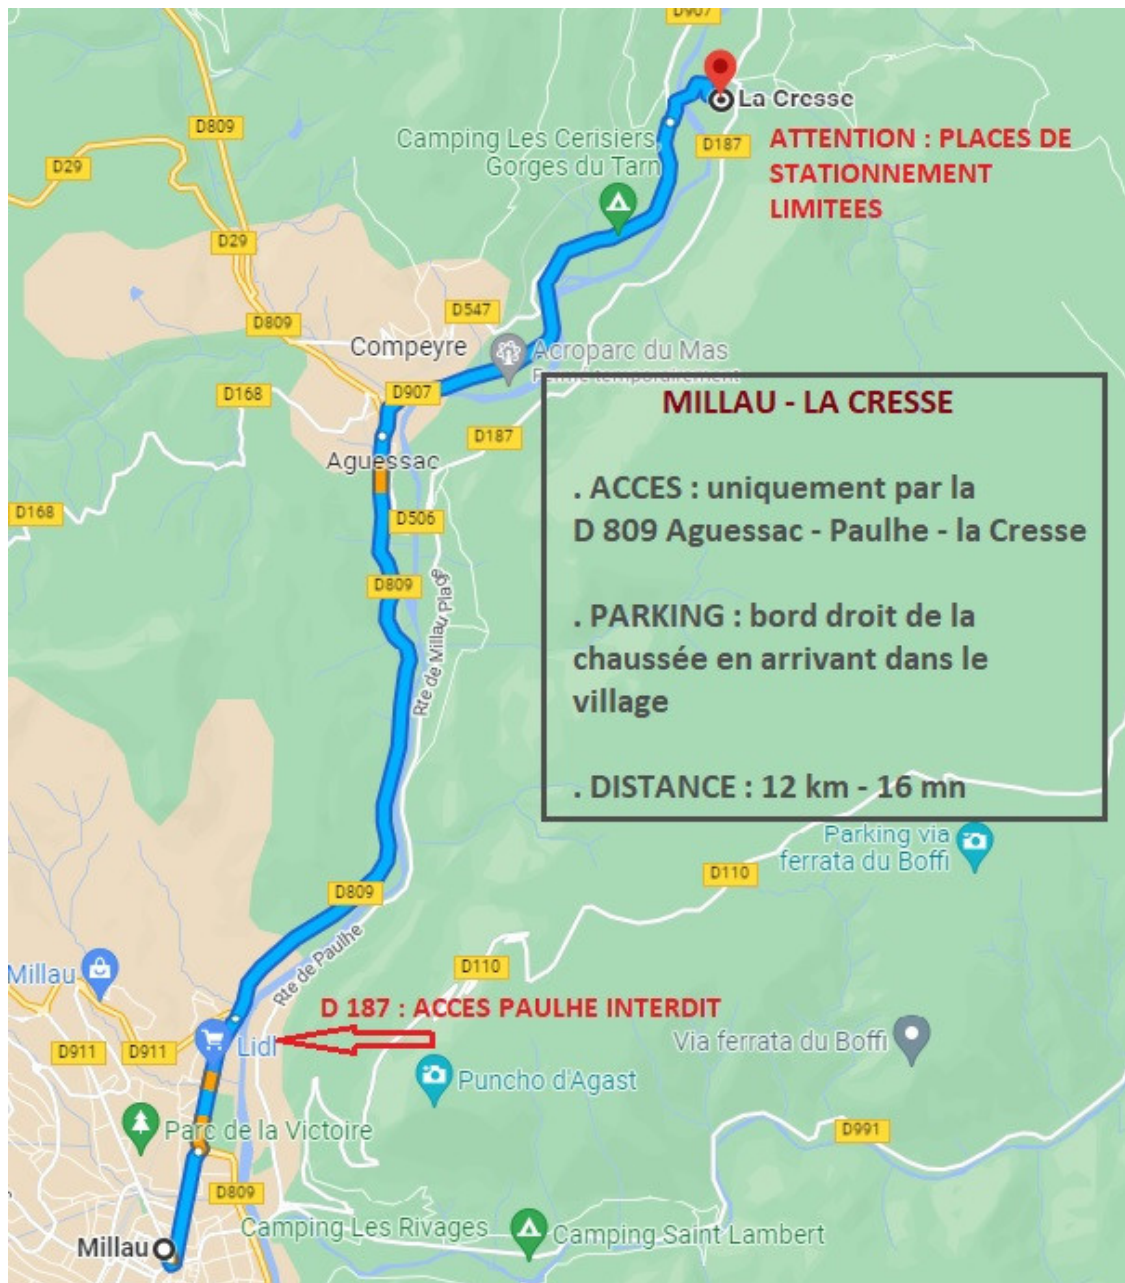 D907
La Cresse
D809
Camping Les Cerisiers,
Gorges du Tarn
D29
D187
ATTENTION : PLACES DE
STATIONNEMENT
LIMITEES
D29
D547
D809
Compeyre
Acroparc du Mas
Fermé temporairement
D168
D907
MILLAU - LA CRESSE
D187
Aguessac
. ACCES : uniquement par la
D 809 Aguessac - Paulhe - la Cresse
D168
D506
D809
Rte de Millau Plage
. PARKING : bord droit de la
chaussée en arrivant dans le
village
. DISTANCE : 12 km - 16 mn
Parking via
ferrata du Boffi
D110
D809
Rte de Paulhe
D110
Millau
D 187 : ACCES PAULHE INTERDIT
D911
D911
Lidl
Via ferrata du Boffi
Puncho d'Agast
Parc de la Victoire
D991
D809
Camping Les Rivages
Camping Saint Lambert
Millau